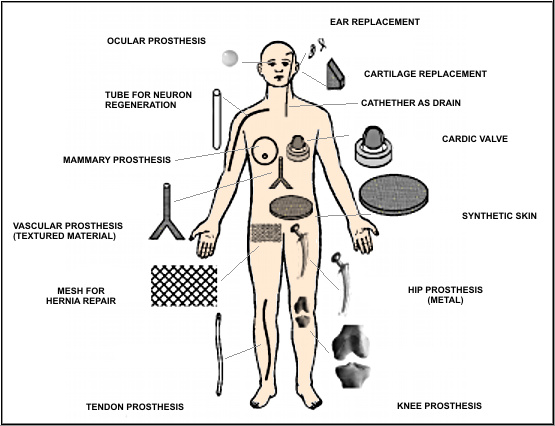 EAR REPLACEMENT
OCULAR PROSTHESIS
CARTILAGE REPLACEMENT
TUBE FOR NEURON
REGENERATION
CATHETHER AS DRAIN
CARDIC VALVE
MAMMARY PROSTHESIS
SYNTHETIC SKIN
VASCULAR PROSTHESIS
(TEXTURED MATERIAL)
MESH FOR
HERNIA REPAIR
HIP PROSTHESIS
(METAL)
TENDON PROSTHESIS
KNEE PROSTHESIS